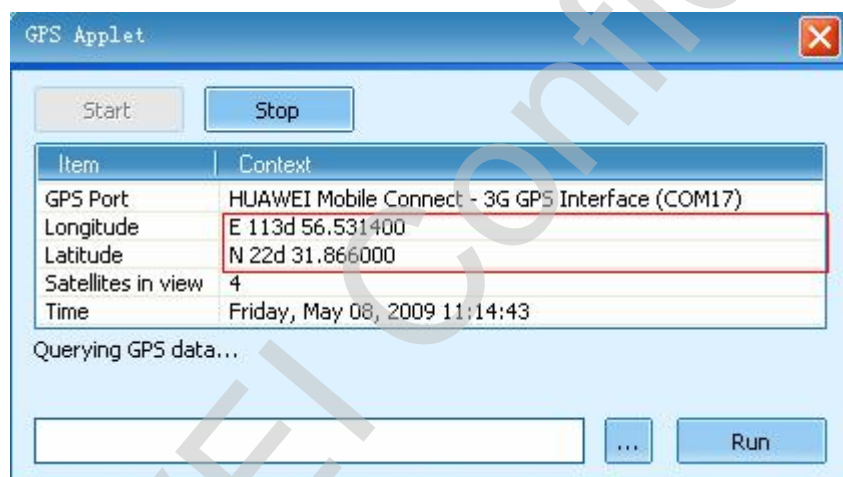 GPS Applet
Start Stop
Item Context
GPS Port HUAWEI Mobile Connect - 3G GPS Interface (COM17)
Longitude E 113d 56.531400
Latitude N 22d 31.866000
Satellites in view 4
Time Friday, May 08, 2009 11:14:43
Querying GPS data...
... Run